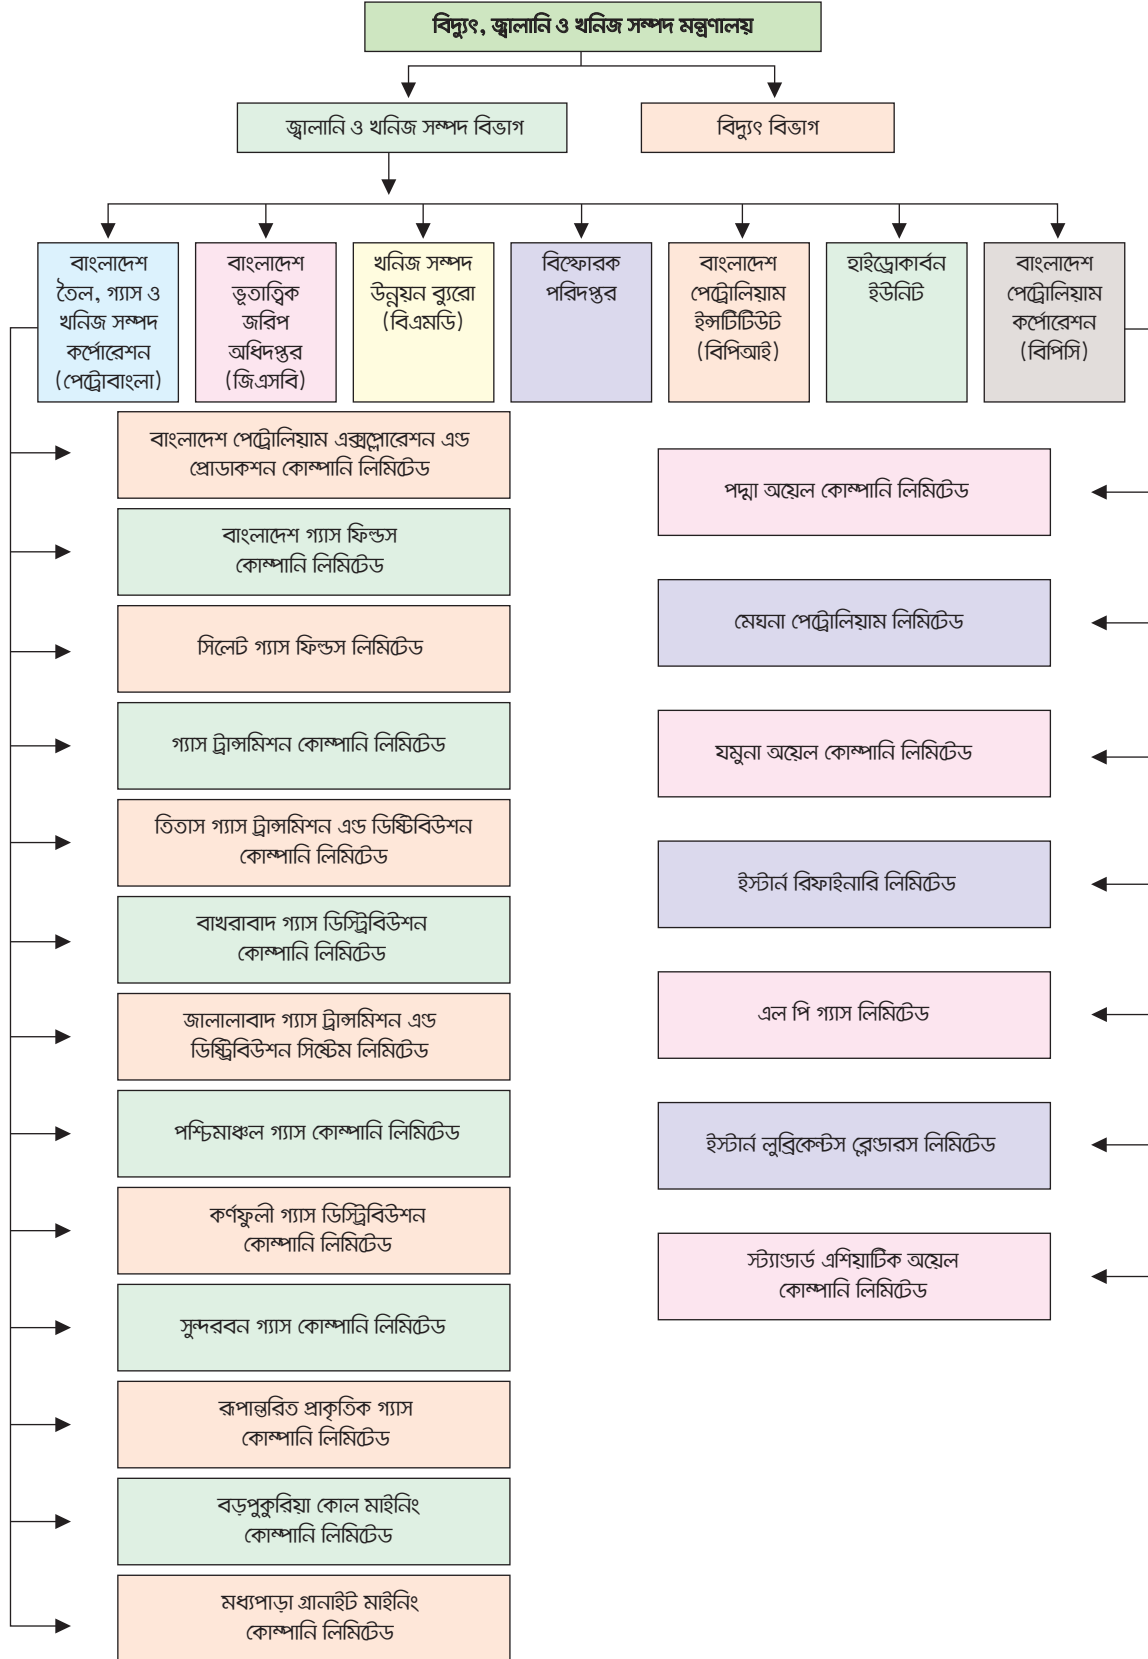 বিদ্যুৎ, জ্বালানি ও খনিজ সম্পদ মন্ত্রণালয়
জ্বালানি ও খনিজ সম্পদ বিভাগ
বিদ্যুৎ বিভাগ
বাংলাদেশ
তৈল, গ্যাস ও
খনিজ সম্পদ
কর্পোরেশন
(পেট্রোবাংলা)
বাংলাদেশ
ভূতাত্বিক
জরিপ
অধিদপ্তর
(জিএসবি)
খনিজ সম্পদ
উন্নয়ন ব্যুরো
(বিএমডি)
বিস্ফোরক
পরিদপ্তর
বাংলাদেশ
পেট্রোলিয়াম
ইন্সটিটিউট
(বিপিআই)
হাইড্রোকার্বন
ইউনিট
বাংলাদেশ
পেট্রোলিয়াম
কর্পোরেশন
(বিপিসি)
বাংলাদেশ পেট্রোলিয়াম এক্সপ্লোরেশন এন্ড
প্রোডাকশন কোম্পানি লিমিটেড
বাংলাদেশ গ্যাস ফিল্ডস
কোম্পানি লিমিটেড
সিলেট গ্যাস ফিল্ডস লিমিটেড
গ্যাস ট্রান্সমিশন কোম্পানি লিমিটেড
তিতাস গ্যাস ট্রান্সমিশন এন্ড ডিষ্টিবিউশন
কোম্পানি লিমিটেড
বাখরাবাদ গ্যাস ডিস্ট্রিবিউশন
কোম্পানি লিমিটেড
জালালাবাদ গ্যাস ট্রান্সমিশন এন্ড
ডিষ্ট্রিবিউশন সিষ্টেম লিমিটেড
পশ্চিমাঞ্চল গ্যাস কোম্পানি লিমিটেড
কর্ণফুলী গ্যাস ডিস্ট্রিবিউশন
কোম্পানি লিমিটেড
সুন্দরবন গ্যাস কোম্পানি লিমিটেড
রূপান্তরিত প্রাকৃতিক গ্যাস
কোম্পানি লিমিটেড
বড়পুকুরিয়া কোল মাইনিং
কোম্পানি লিমিটেড
মধ্যপাড়া গ্রানাইট মাইনিং
কোম্পানি লিমিটেড
পদ্মা অয়েল কোম্পানি লিমিটেড
মেঘনা পেট্রোলিয়াম লিমিটেড
যমুনা অয়েল কোম্পানি লিমিটেড
ইস্টার্ন রিফাইনারি লিমিটেড
এল পি গ্যাস লিমিটেড
ইস্টার্ন লুব্রিকেন্টস ব্লেন্ডারস লিমিটেড
স্ট্যান্ডার্ড এশিয়াটিক অয়েল
কোম্পানি লিমিটেড